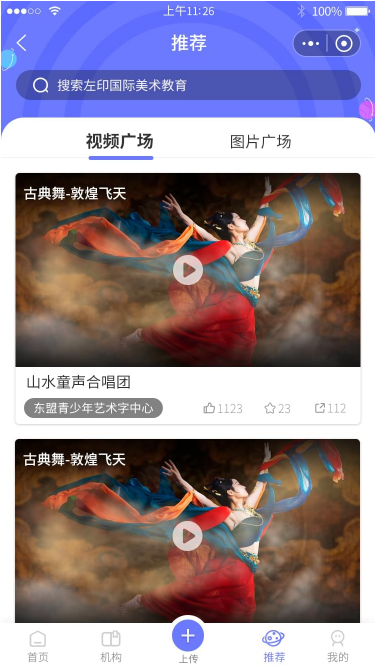 上午11:26
100%
推荐
搜索左印国际美术教育
视频广场
图片广场
古典舞-敦煌飞天
山水童声合唱团
东盟青少年艺术字中心
1123
23
112
古典舞-敦煌飞天
首页
机构
上传
推荐
我的